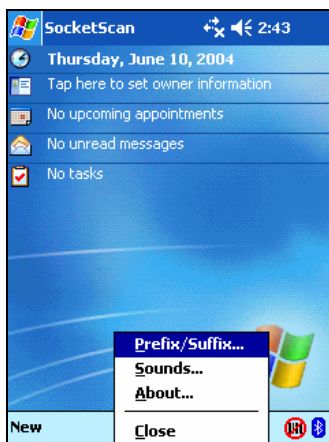 SocketScan 2:43
Thursday, June 10, 2004
Tap here to set owner information
No upcoming appointments
No unread messages
No tasks
Prefix/Suffix...
Sounds...
About...
Close
New